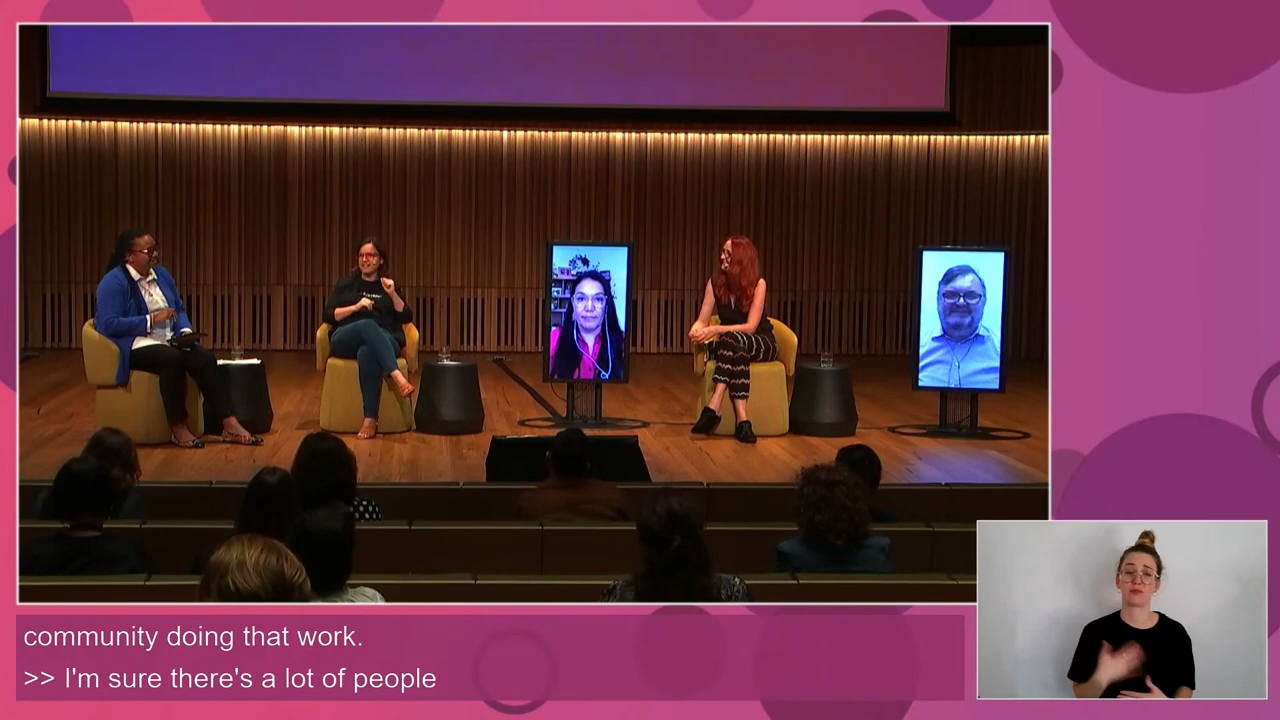 community doing that work.
>> I'm sure there's a lot of people